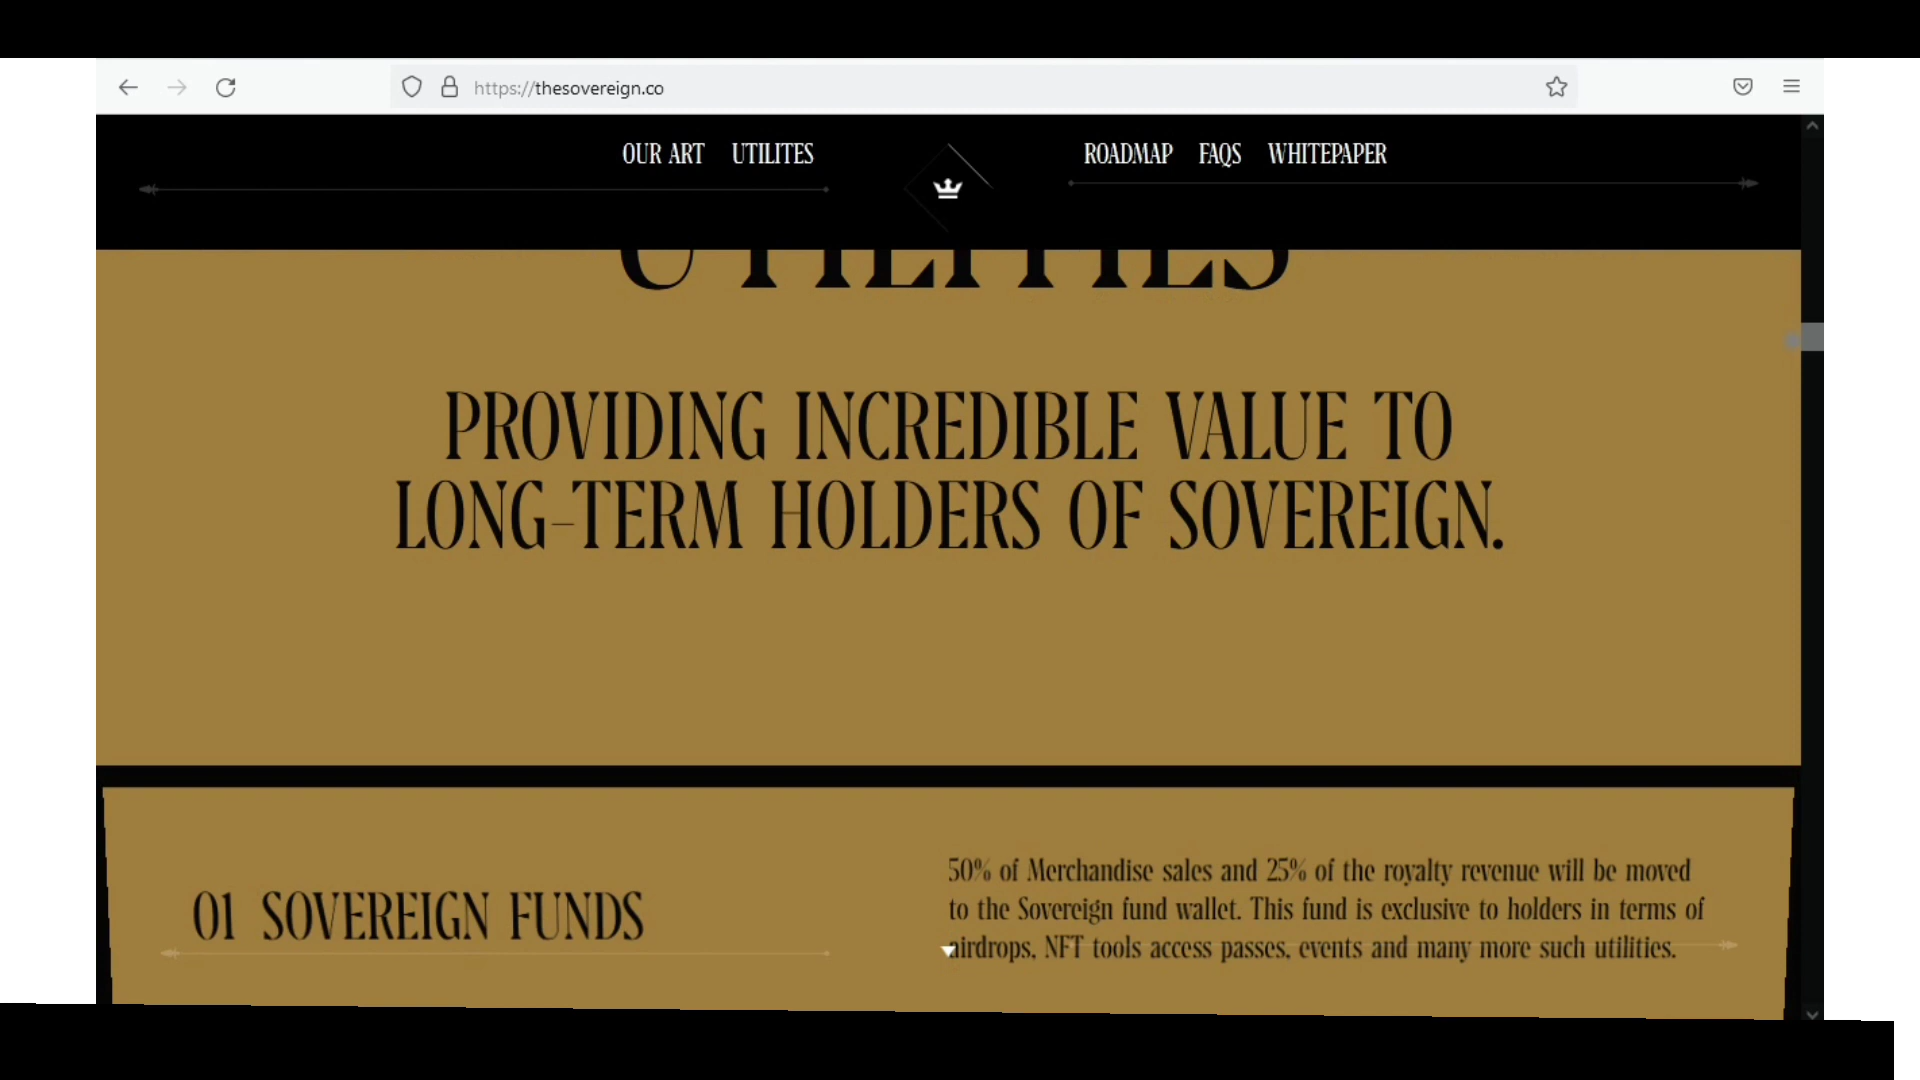 https://thesovereign.co
OUR ART UTILITES ROADMAP FAQS WHITEPAPER
UTILITIES
PROVIDING INCREDIBLE VALUE TO
LONG-TERM HOLDERS OF SOVEREIGN.
01 SOVEREIGN FUNDS
50% of Merchandise sales and 25% of the royalty revenue will be moved
to the Sovereign fund wallet. This fund is exclusive to holders in terms of
airdrops, NFT tools access passes, events and many more such utilities.